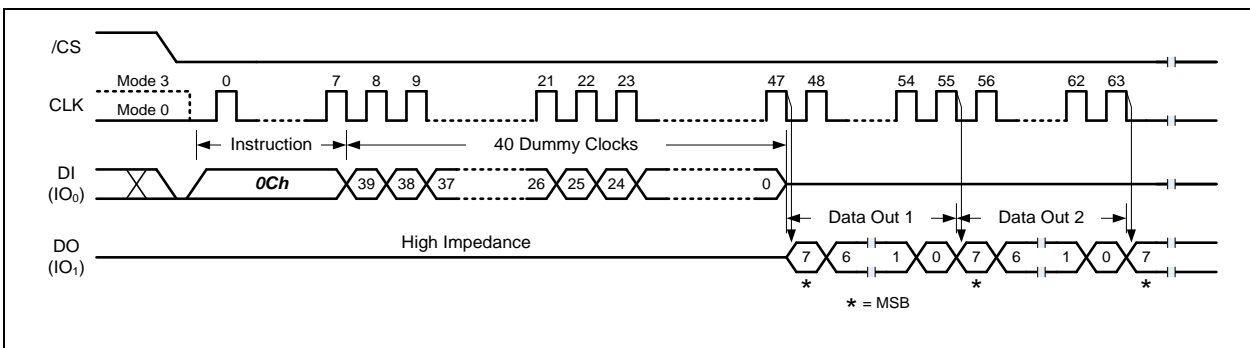 /CS
Mode 3 0 7 8 9 21 22 23 47 48 54 55 56 62 63
CLK
Mode 0
Instruction 40 Dummy Clocks
DI
(IO0)
0Ch 39 38 37 26 25 24 0
Data Out 1 Data Out 2
DO
(IO1)
High Impedance
7 6 1 0 7 6 1 0 7
* * *
* = MSB